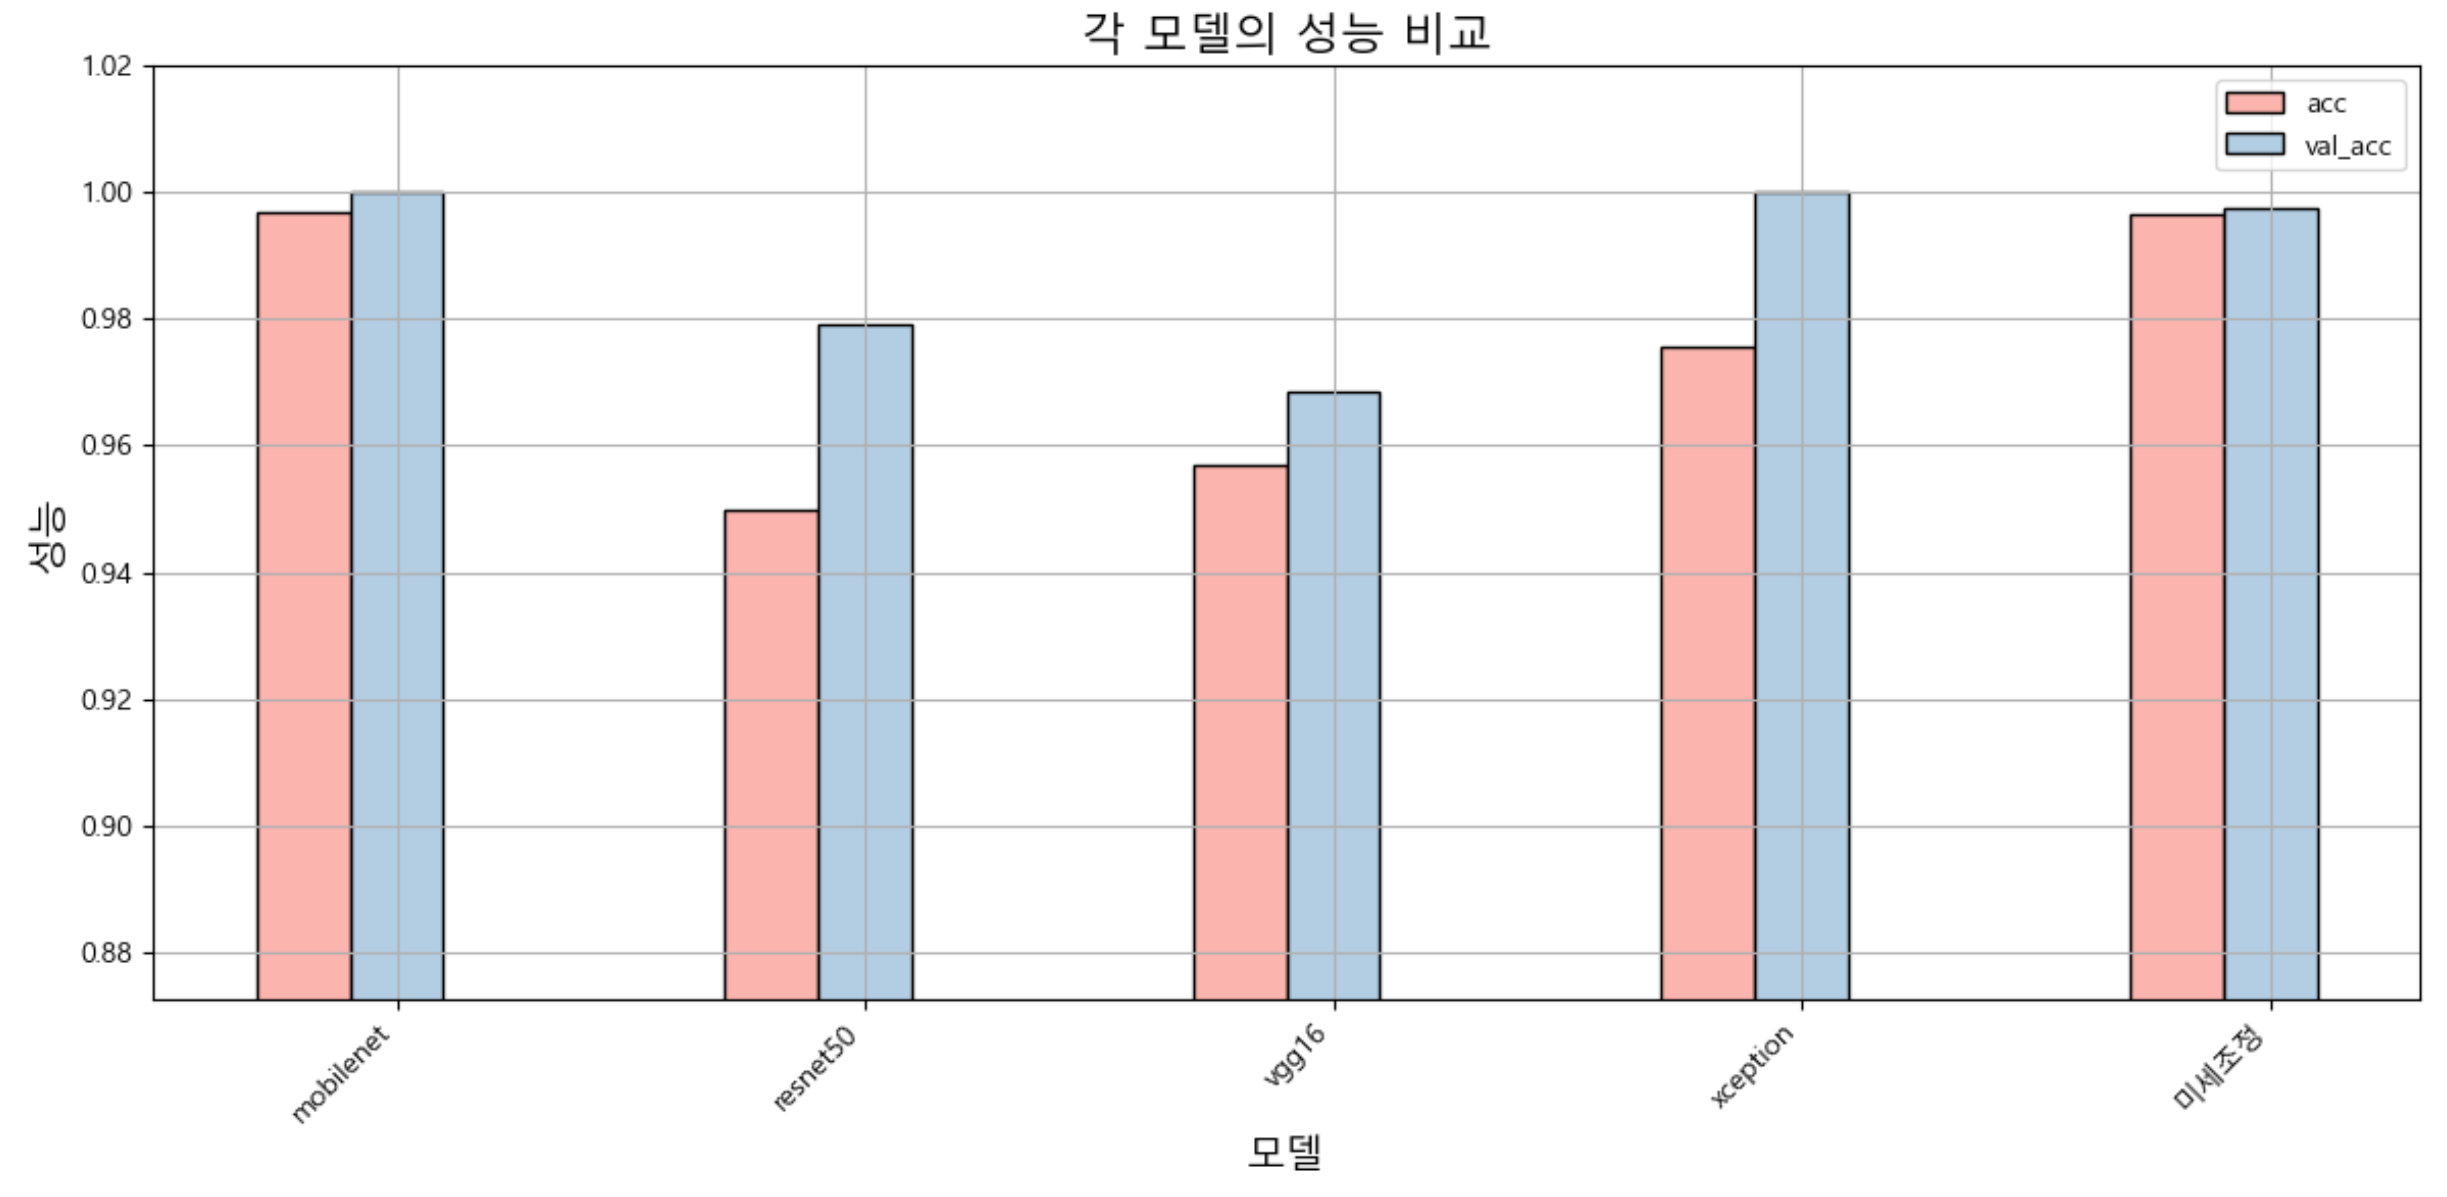 각 모델의 성능 비교
1.02
1.00
0.98
0.96
0.94
0.92
0.90
0.88
성능
acc
val_acc
mobilenet
resnet50
vgg16
xception
미세조정
모델